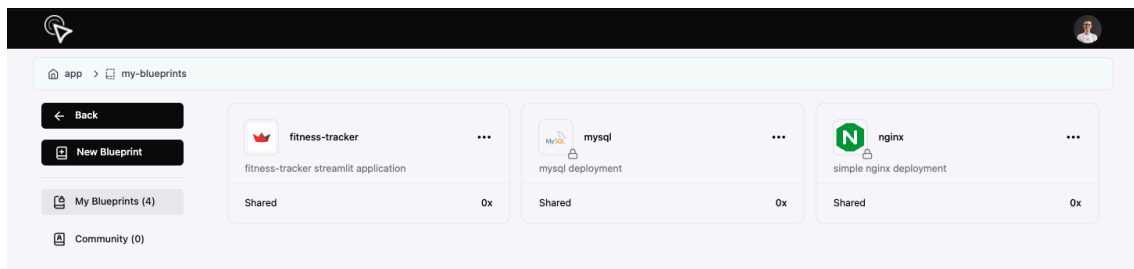 app > my-blueprints
Back
New Blueprint
My Blueprints (4)
Community (0)
fitness-tracker
fitness-tracker streamlit application
Shared 0x
MySQL mysql
mysql deployment
Shared 0x
N nginx
simple nginx deployment
Shared 0x